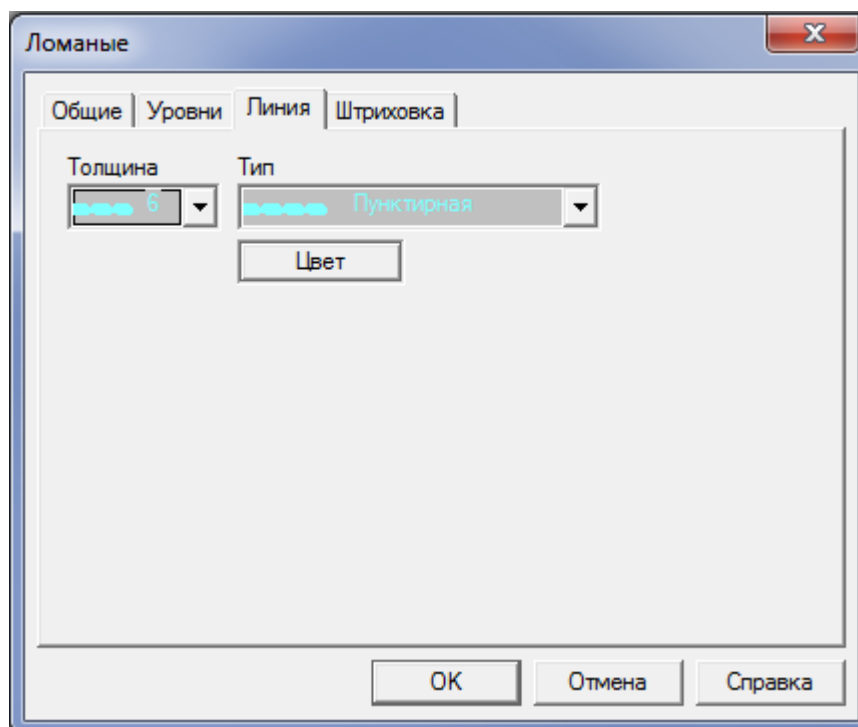 Ломаные
Общие Уровни Линия Штриховка
Толщина Тип
6 Пунктирная
Цвет
OK Отмена Справка